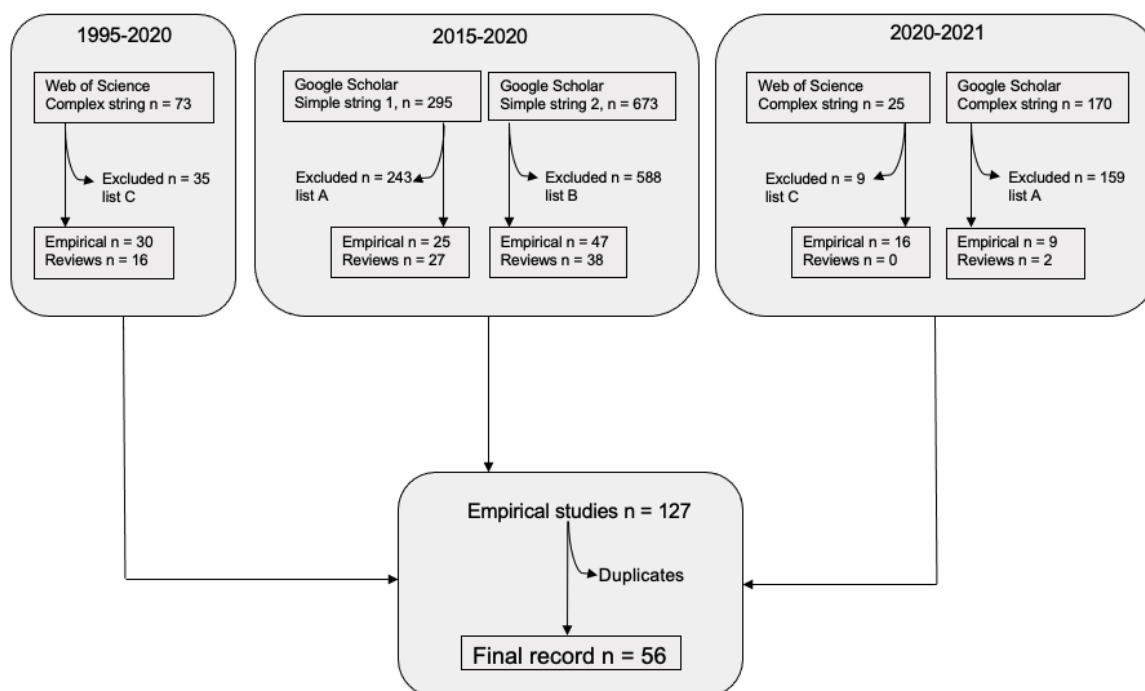 1995-2020
Web of Science
Complex string n = 73
Excluded n = 35
list C
Empirical n = 30
Reviews n = 16
2015-2020
Google Scholar
Simple string 1, n = 295
Google Scholar
Simple string 2, n = 673
Excluded n = 243
list A
Excluded n = 588
list B
Empirical n = 25
Reviews n = 27
Empirical n = 47
Reviews n = 38
2020-2021
Web of Science
Complex string n = 25
Google Scholar
Complex string n = 170
Excluded n = 9
list C
Excluded n = 159
list A
Empirical n = 16
Reviews n = 0
Empirical n = 9
Reviews n = 2
Empirical studies n = 127
Duplicates
Final record n = 56